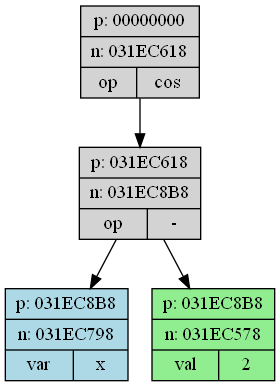 p: 00000000
n: 031EC618
op cos
p: 031EC618
n: 031EC8B8
op -
p: 031EC8B8 p: 031EC8B8
n: 031EC798 n: 031EC578
var x val 2